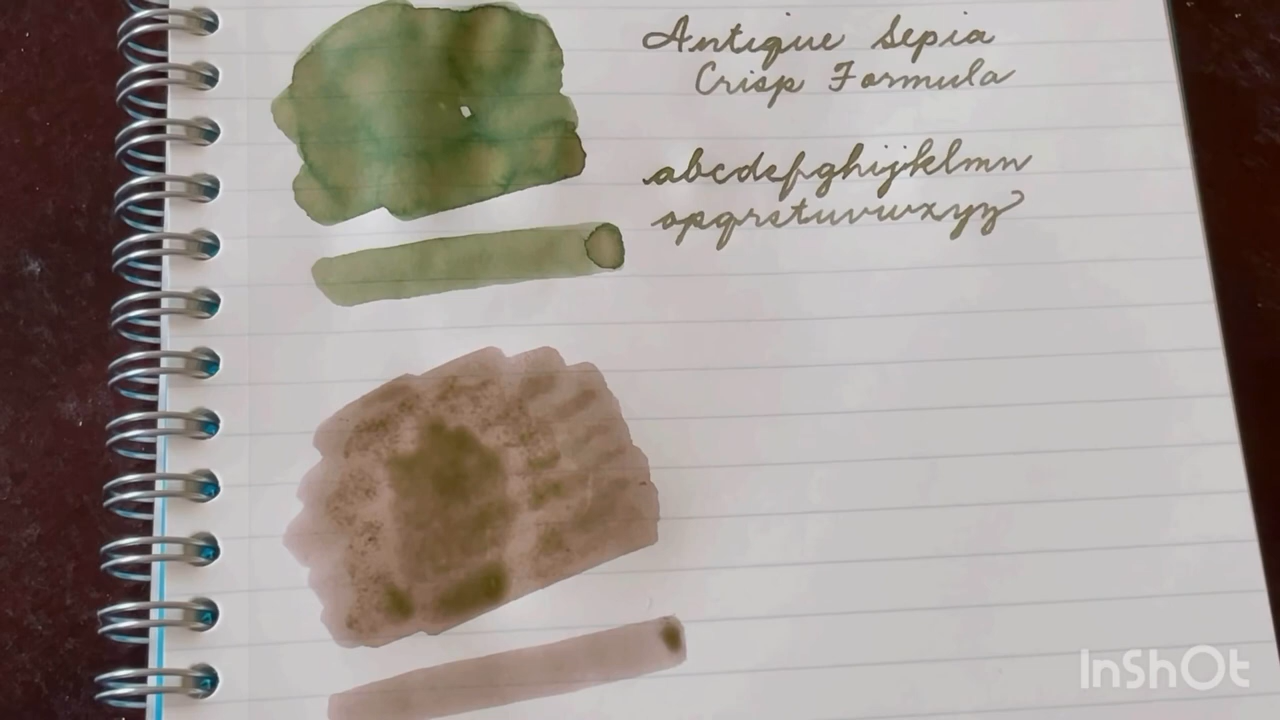 Antique Sepia
Crisp Formula
abcdefghijklmn
opqrstuvwxyz
InShOt